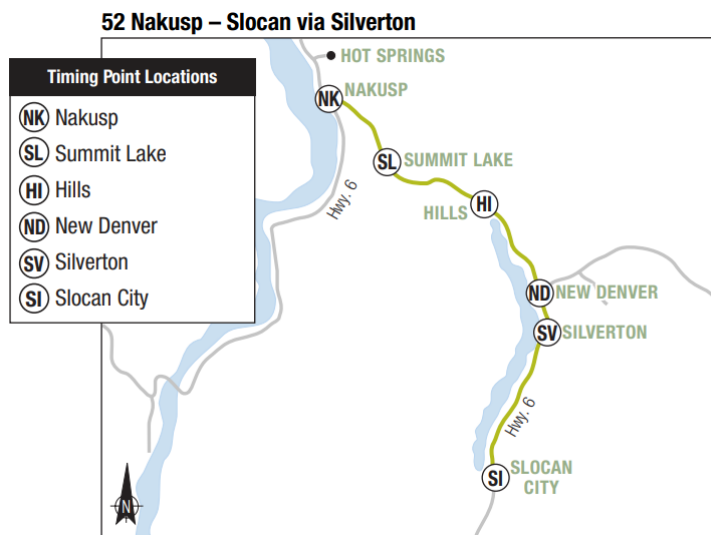 52 Nakusp – Slocan via Silverton
Timing Point Locations
NK Nakusp
SL Summit Lake
HI Hills
ND New Denver
SV Silverton
SI Slocan City
HOT SPRINGS
NK NAKUSP
SL SUMMIT LAKE
Hwy. 6
HI
HILLS
ND NEW DENVER
SV SILVERTON
Hwy. 6
SI SLOCAN
CITY
N